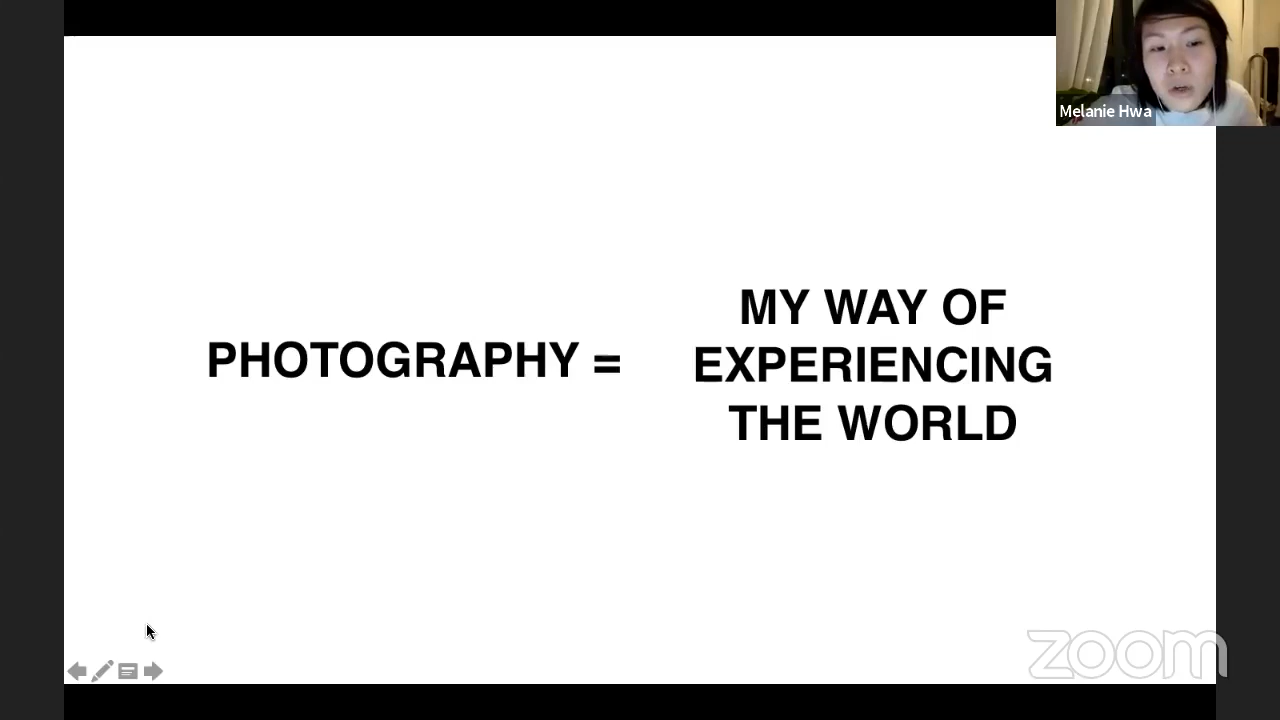 Melanie Hwa
PHOTOGRAPHY =
MY WAY OF
EXPERIENCING
THE WORLD
zoom